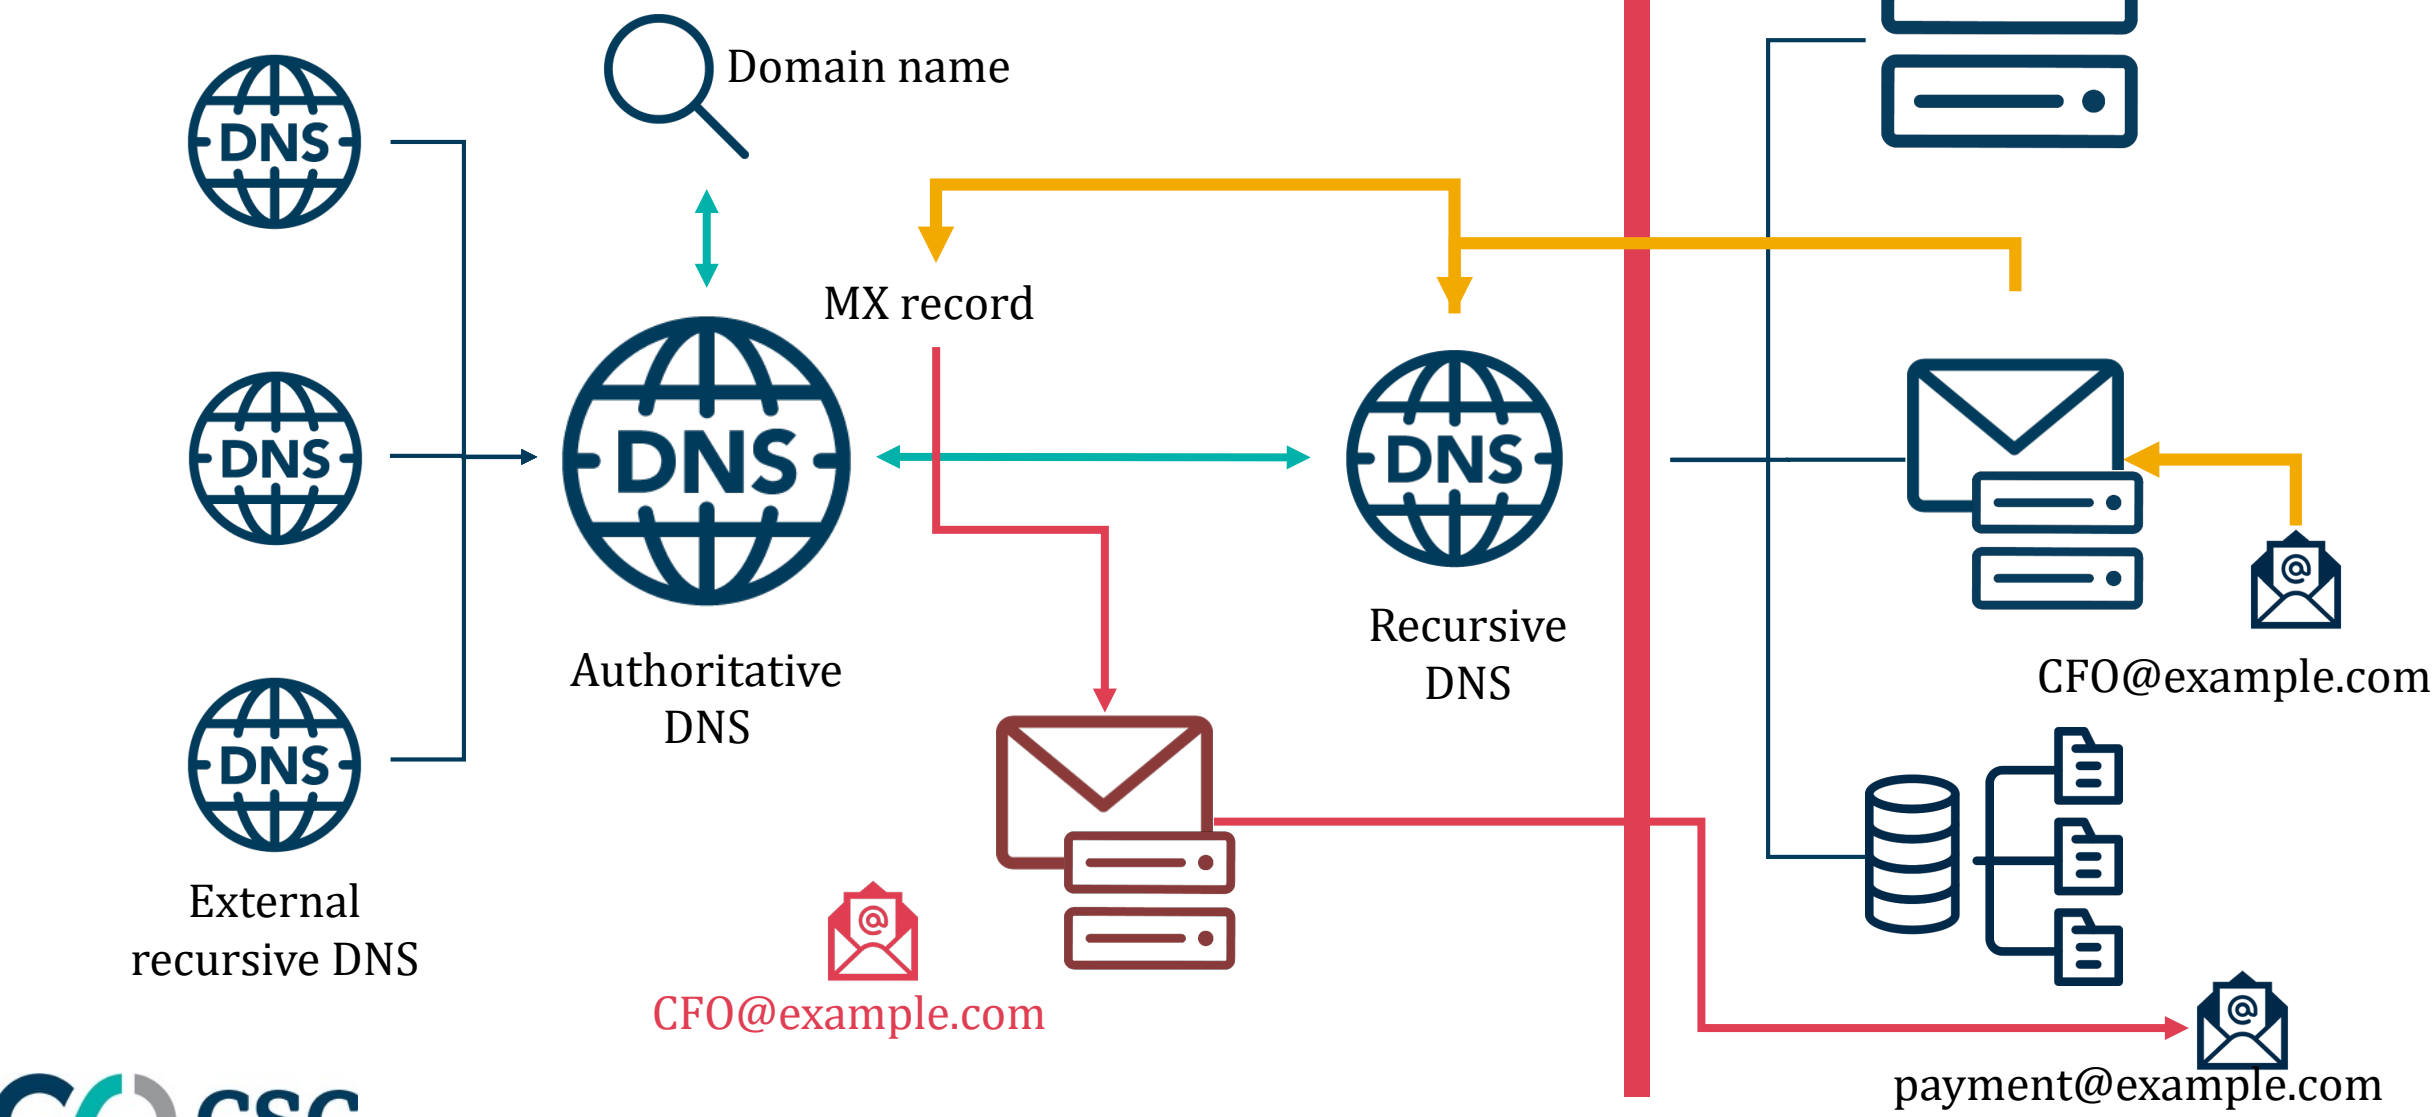 Domain name
DNS
MX record
DNS
DNS
DNS
Recursive
DNS
CFO@example.com
Authoritative
DNS
DNS
External
recursive DNS
CFO@example.com
payment@example.com
CSC